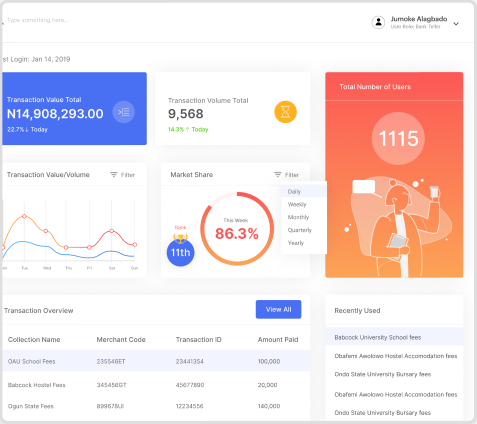 Type something here...
Jumoke Alagbado
User Role: Bank Teller
st Login: Jan 14, 2019
Transaction Value Total
N14,908,293.00
22.7% ↓ Today
Transaction Volume Total
9,568
14.3% ↑ Today
Total Number of Users
1115
Transaction Value/Volume
Filter
Tue
Wed
Thu
Fri
Sat
Sun
Market Share
Filter
Daily
Weekly
Monthly
Quarterly
Yearly
This Week
86.3%
Rank
11th
Transaction Overview
View All
Collection Name Merchant Code Transaction ID Amount Paid
OAU School Fees 235546ET 23441354 100,000
Babcock Hostel Fees 345456GT 45677890 20,000
Ogun State Fees 899678UI 12234556 140,000
Recently Used
Babcock University School fees
Obafemi Awolowo Hostel Accomodation fees
Ondo State University Bursary fees
Obafemi Awolowo Hostel Accomodation fees
Ondo State University Bursary fees